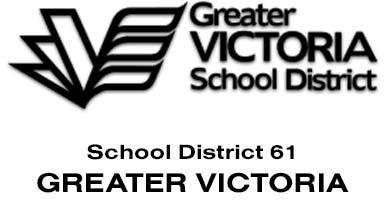 Greater
VICTORIA
School District
School District 61
GREATER VICTORIA